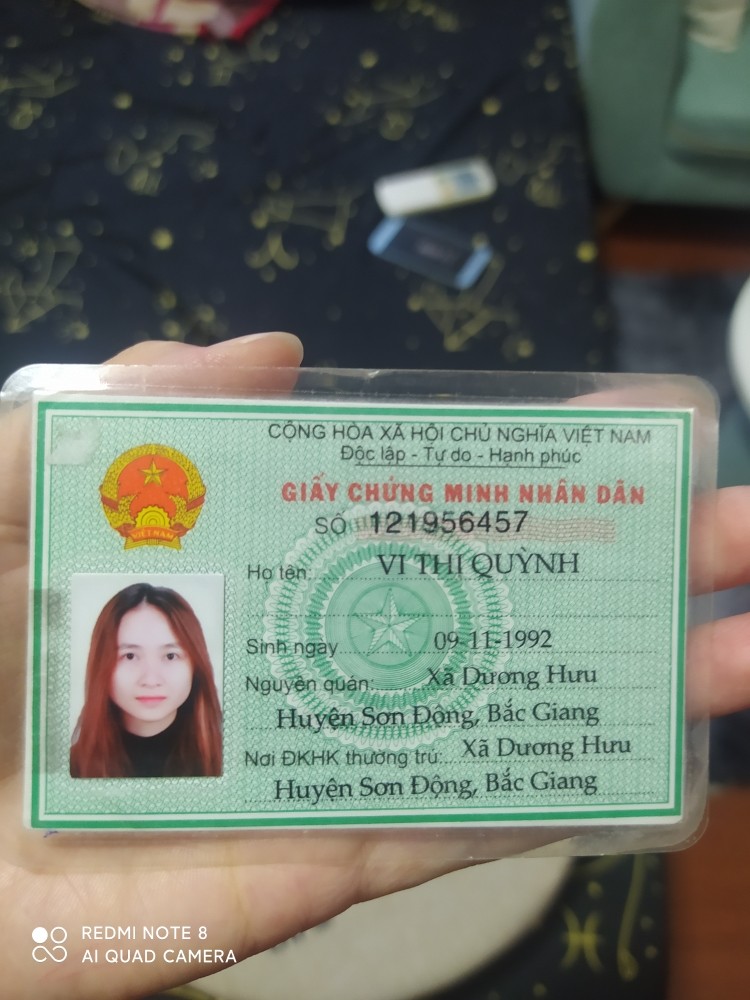 CỘNG HÒA XÃ HỘI CHỦ NGHĨA VIỆT NAM
Độc lập - Tự do - Hạnh phúc
GIẤY CHỨNG MINH NHÂN DÂN
SỐ 121956457
VIỆT NAM
Họ tên VI THỊ QUỲNH
Sinh ngày 09-11-1992
Nguyên quán: Xã Dương Hưu
Huyện Sơn Động, Bắc Giang
Nơi ĐKHK thường trú: Xã Dương Hưu
Huyện Sơn Động, Bắc Giang
REDMI NOTE 8
AI QUAD CAMERA